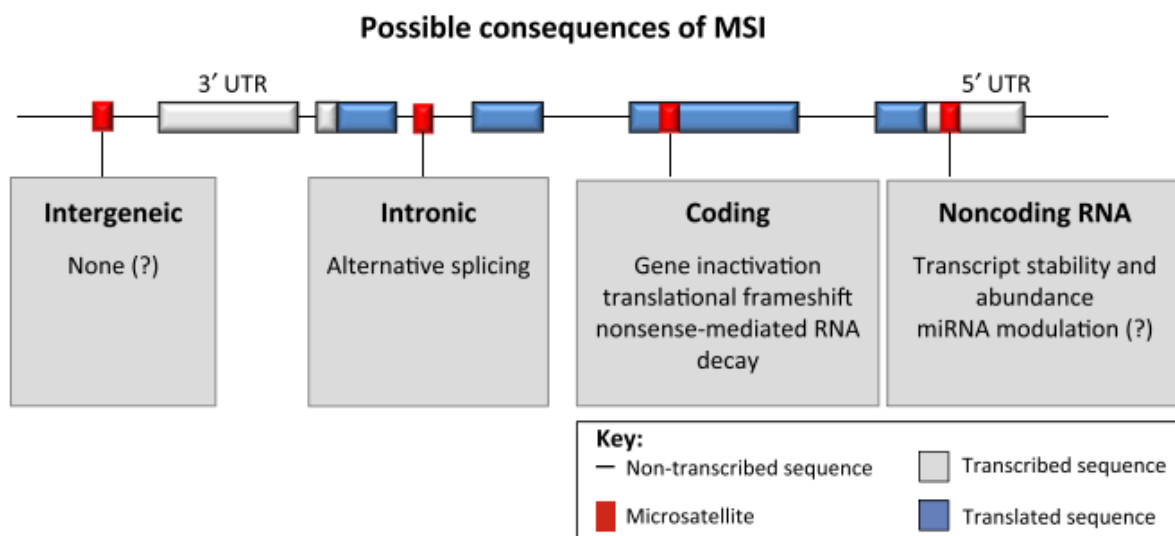 Possible consequences of MSI
3′ UTR
5′ UTR
Intergeneic
None (?)
Intronic
Alternative splicing
Coding
Gene inactivation
translational frameshift
nonsense-mediated RNA
decay
Noncoding RNA
Transcript stability and
abundance
miRNA modulation (?)
Key:
Non-transcribed sequence
Transcribed sequence
Microsatellite
Translated sequence